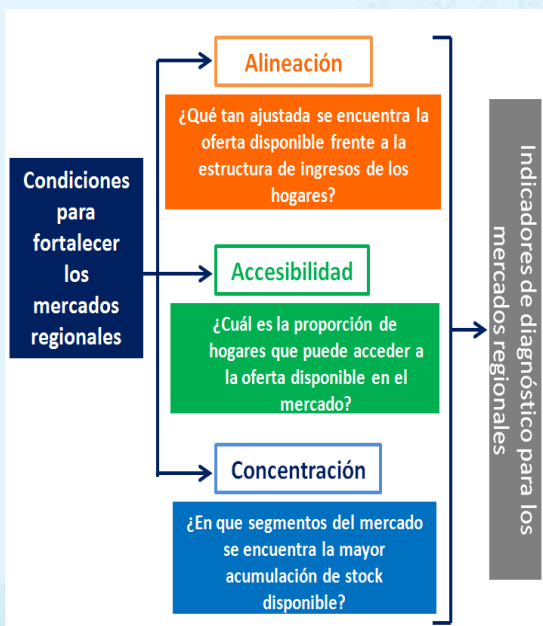 Condiciones
para
fortalecer
los
mercados
regionales
Alineación
¿Qué tan ajustada se encuentra la
oferta disponible frente a la
estructura de ingresos de los
hogares?
Accesibilidad
¿Cuál es la proporción de
hogares que puede acceder a
la oferta disponible en el
mercado?
Concentración
¿En que segmentos del mercado
se encuentra la mayor
acumulación de stock
disponible?
Indicadores de diagnóstico para los
mercados regionales